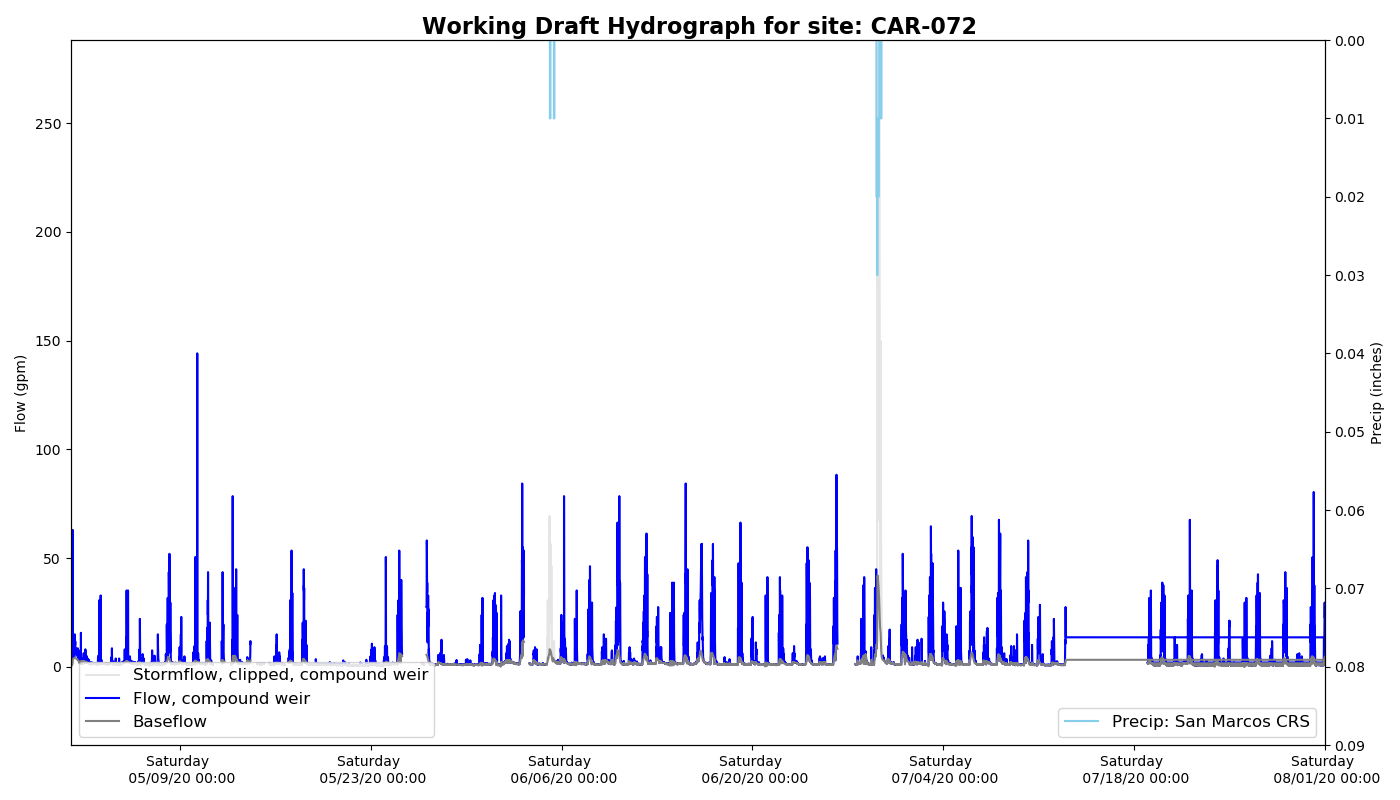 Working Draft Hydrograph for site: CAR-072
Flow (gpm)
250
200
150
100
50
0
Precip (inches)
0.00
0.01
0.02
0.03
0.04
0.05
0.06
0.07
0.08
0.09
Stormflow, clipped, compound weir
Flow, compound weir
Baseflow
Precip: San Marcos CRS
Saturday
05/09/20 00:00
Saturday
05/23/20 00:00
Saturday
06/06/20 00:00
Saturday
06/20/20 00:00
Saturday
07/04/20 00:00
Saturday
07/18/20 00:00
Saturday
08/01/20 00:00